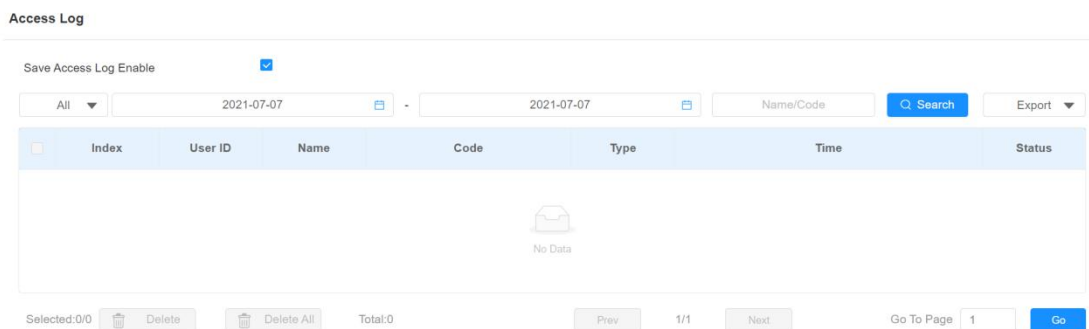 Access Log
Save Access Log Enable
All 2021-07-07 - 2021-07-07 Name/Code Search Export
Index User ID Name Code Type Time Status
No Data
Selected:0/0 Delete Delete All Total:0 Prev 1/1 Next Go To Page 1 Go